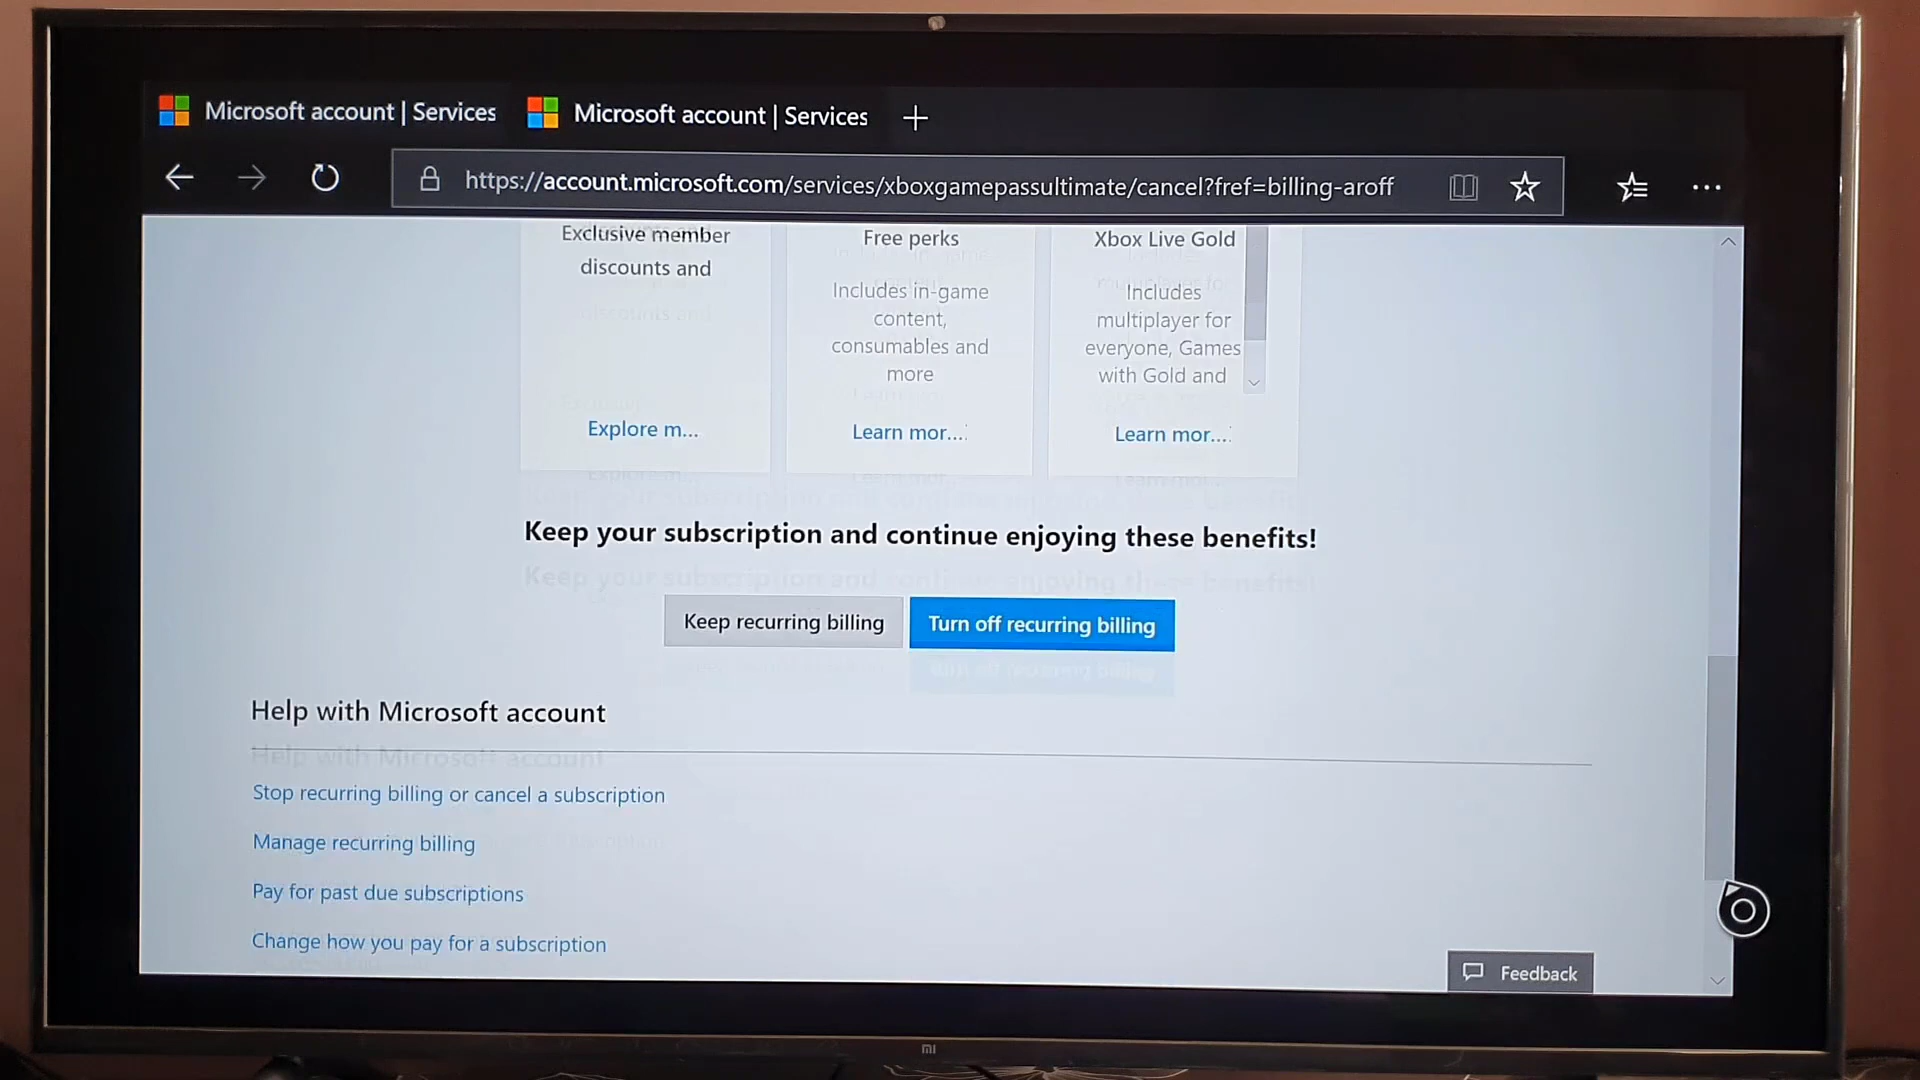 Microsoft account | Services
Microsoft account | Services
https://account.microsoft.com/services/xboxgamepassultimate/cancel?fref=billing-aroff
Exclusive member
discounts and
Explore m...
Free perks
Includes in-game
content,
consumables and
more
Learn mor...
Xbox Live Gold
Includes
multiplayer for
everyone, Games
with Gold and
Learn mor...
Keep your subscription and continue enjoying these benefits!
Keep recurring billing
Turn off recurring billing
Help with Microsoft account
Stop recurring billing or cancel a subscription
Manage recurring billing
Pay for past due subscriptions
Change how you pay for a subscription
Feedback
mi